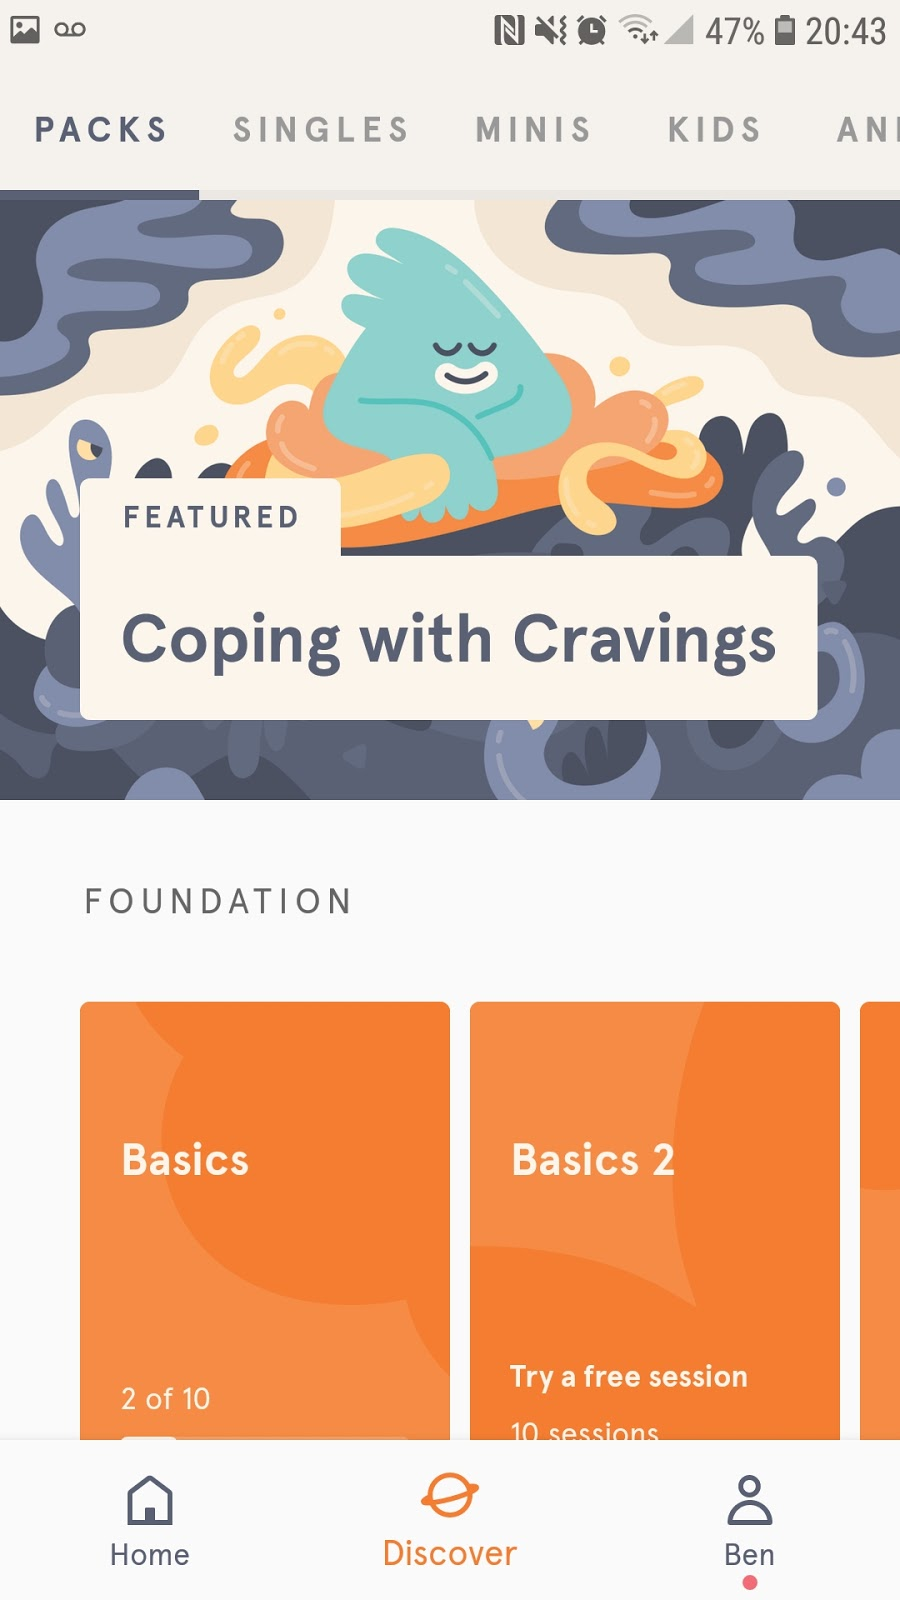 47% 20:43
PACKS SINGLES MINIS KIDS
FEATURED
Coping with Cravings
FOUNDATION
Basics
Basics 2
2 of 10
Try a free session
10 sessions
Home Discover Ben